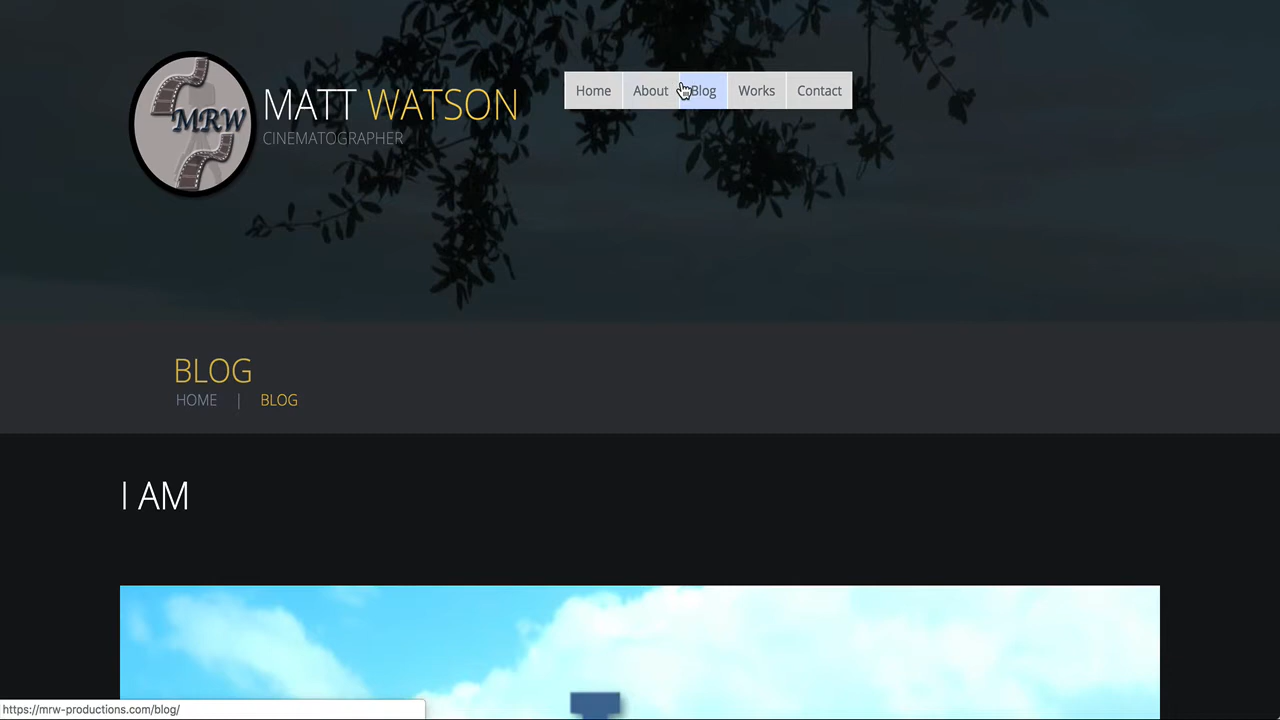 MRW
MATT WATSON
CINEMATOGRAPHER
Home About Blog Works Contact
BLOG
HOME | BLOG
I AM
https://mrw-productions.com/blog/